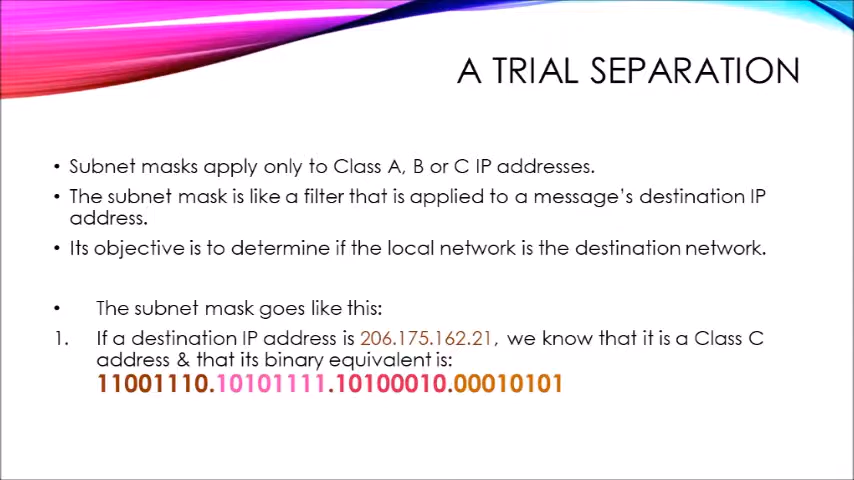 A TRIAL SEPARATION
• Subnet masks apply only to Class A, B or C IP addresses.
• The subnet mask is like a filter that is applied to a message's destination IP
address.
• Its objective is to determine if the local network is the destination network.
• The subnet mask goes like this:
1. If a destination IP address is 206.175.162.21, we know that it is a Class C
address & that its binary equivalent is:
11001110.10101111.10100010.00010101